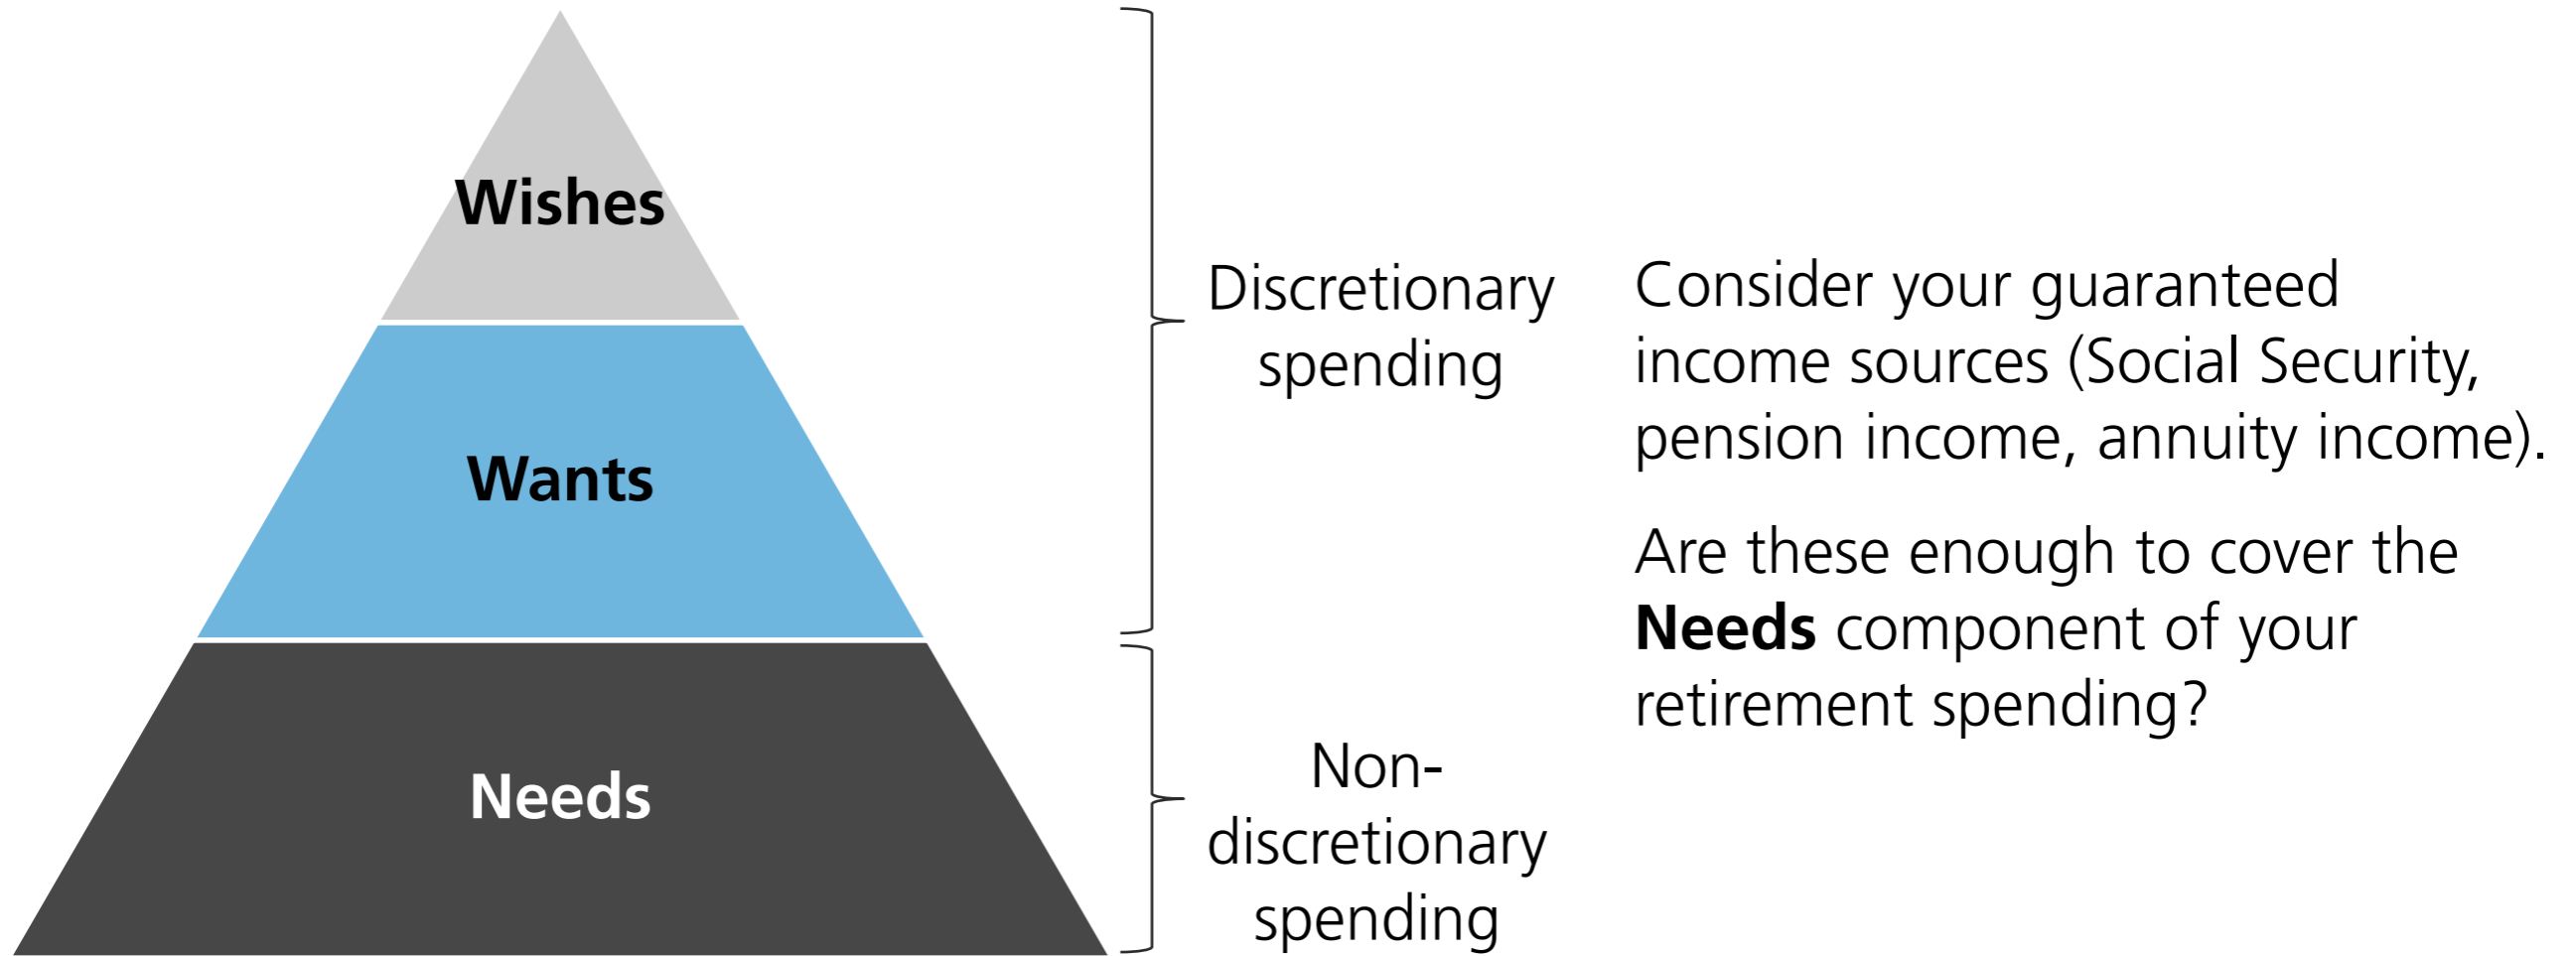 Wishes
Wants
Needs
Discretionary
spending
Non-
discretionary
spending
Consider your guaranteed
income sources (Social Security,
pension income, annuity income).
Are these enough to cover the
Needs component of your
retirement spending?